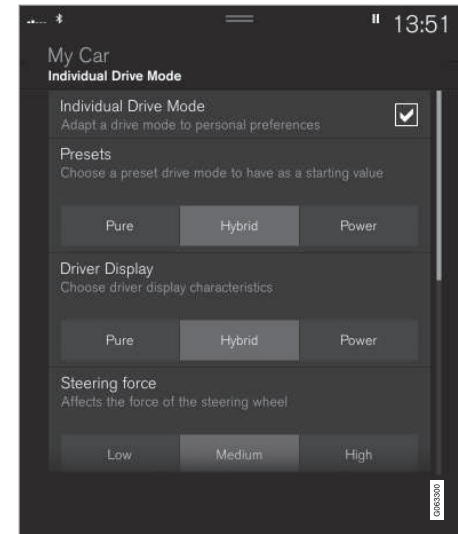 13:51
My Car
Individual Drive Mode
Individual Drive Mode
Adapt a drive mode to personal preferences
Presets
Choose a preset drive mode to have as a starting value
Pure Hybrid Power
Driver Display
Choose driver display characteristics
Pure Hybrid Power
Steering force
Affects the force of the steering wheel
Low Medium High
G063300